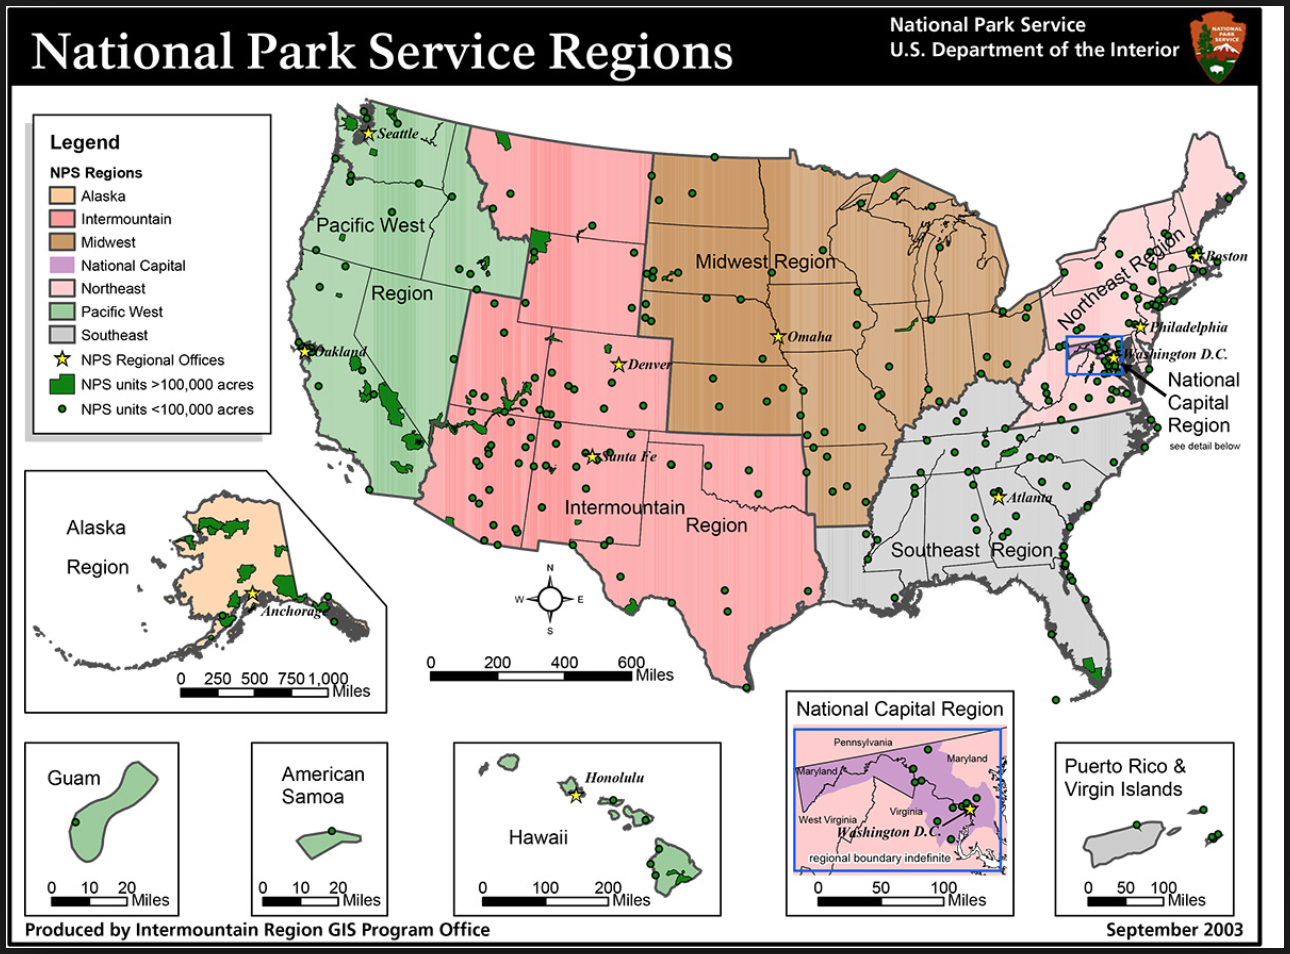 National Park Service Regions
National Park Service
U.S. Department of the Interior
NATIONAL
PARK
SERVICE
Legend
NPS Regions
Alaska
Intermountain
Midwest
National Capital
Northeast
Pacific West
Southeast
NPS Regional Offices
NPS units >100,000 acres
NPS units <100,000 acres
Seattle
Pacific West
Region
Oakland
Midwest Region
Omaha
Denver
Santa Fe
Intermountain
Region
Northeast Region
Boston
Philadelphia
Washington D.C.
National
Capital
Region
see detail below
Atlanta
Southeast Region
N
W
E
S
0 200 400 600
Miles
Alaska
Region
Anchorage
0 250 500 750 1,000
Miles
Guam
0 10 20
Miles
American
Samoa
0 10 20
Miles
Honolulu
Hawaii
0 100 200
Miles
National Capital Region
Pennsylvania
Maryland
Maryland
West Virginia
Virginia
Washington D.C.
regional boundary indefinite
0 50 100
Miles
Puerto Rico &
Virgin Islands
0 50 100
Miles
Produced by Intermountain Region GIS Program Office
September 2003